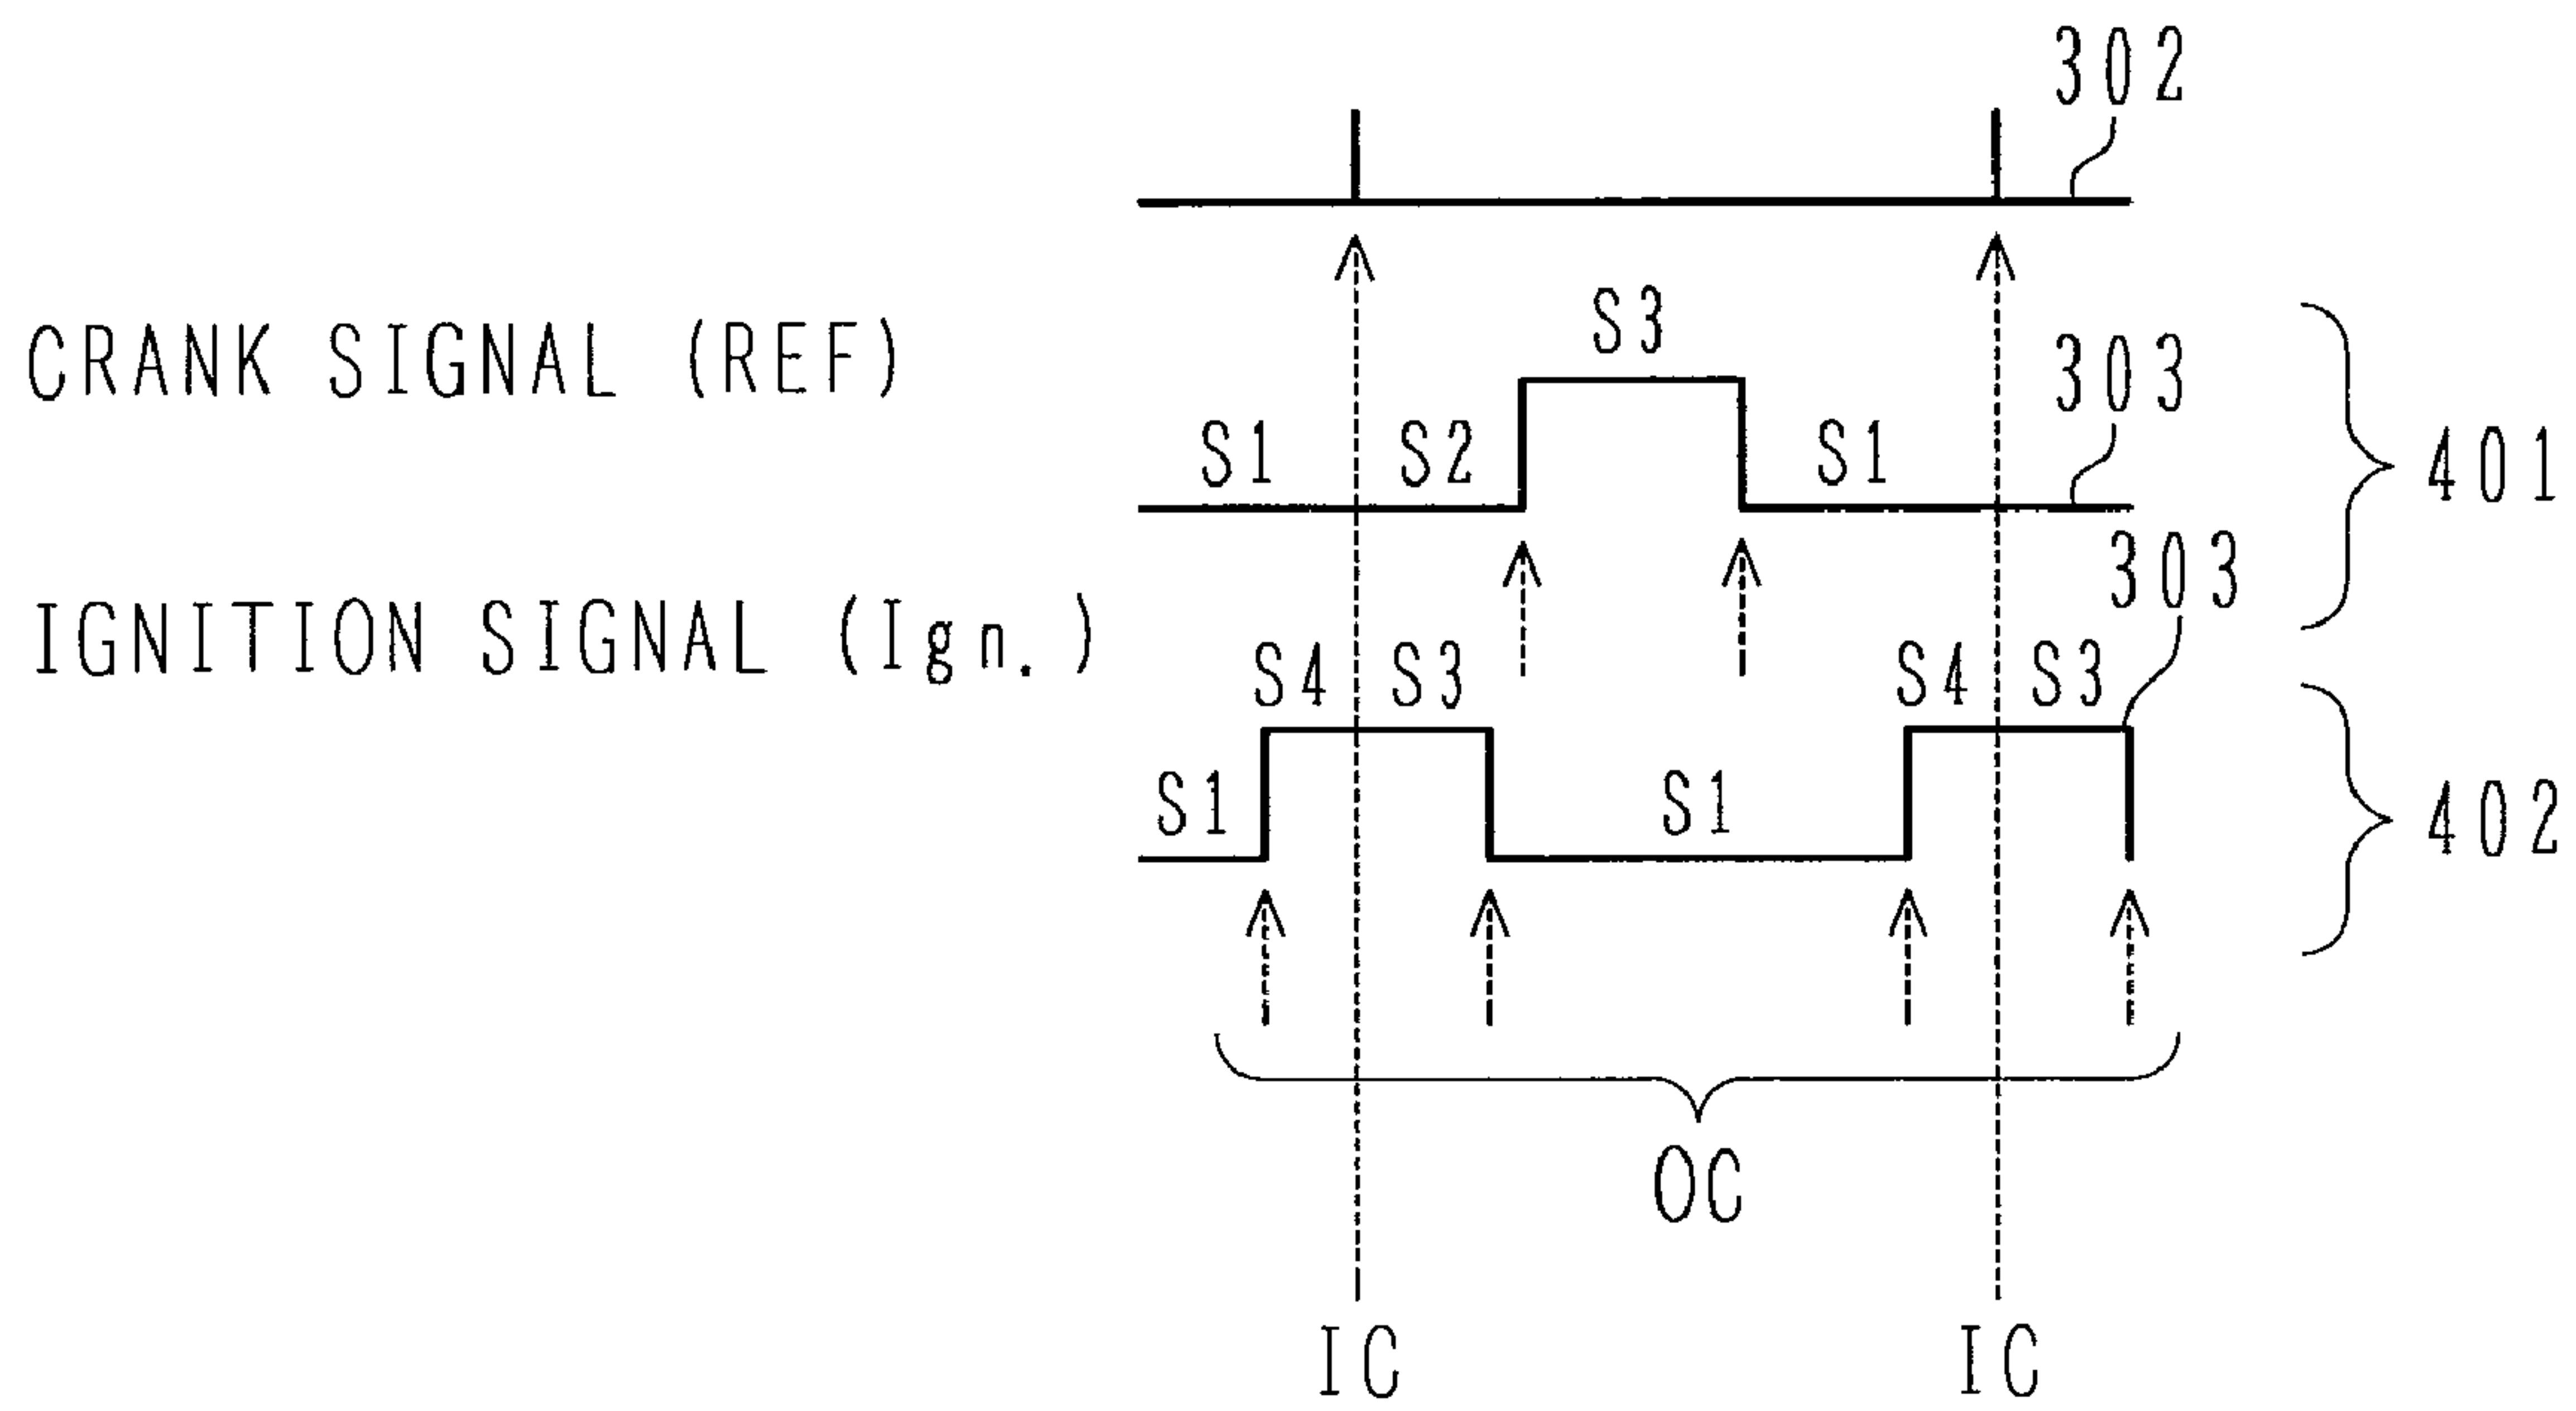 302
CRANK SIGNAL (REF)
S3
303
S1 S2 S1
401
303
IGNITION SIGNAL (Ign.)
S4 S3 S4 S3
S1 S1
402
OC
IC IC